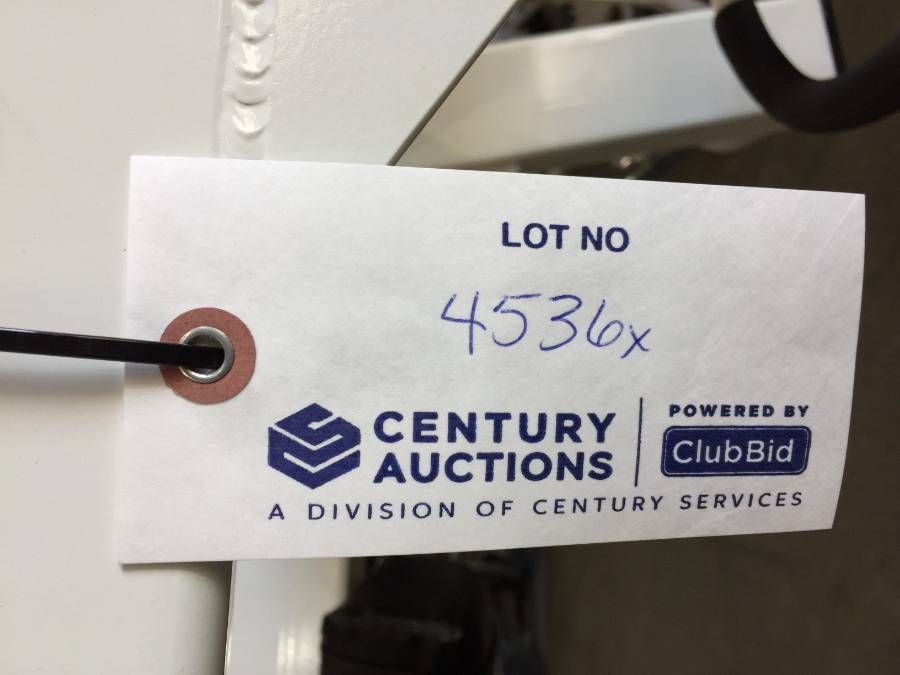 LOT NO
4536x
CENTURY AUCTIONS
POWERED BY
ClubBid
A DIVISION OF CENTURY SERVICES